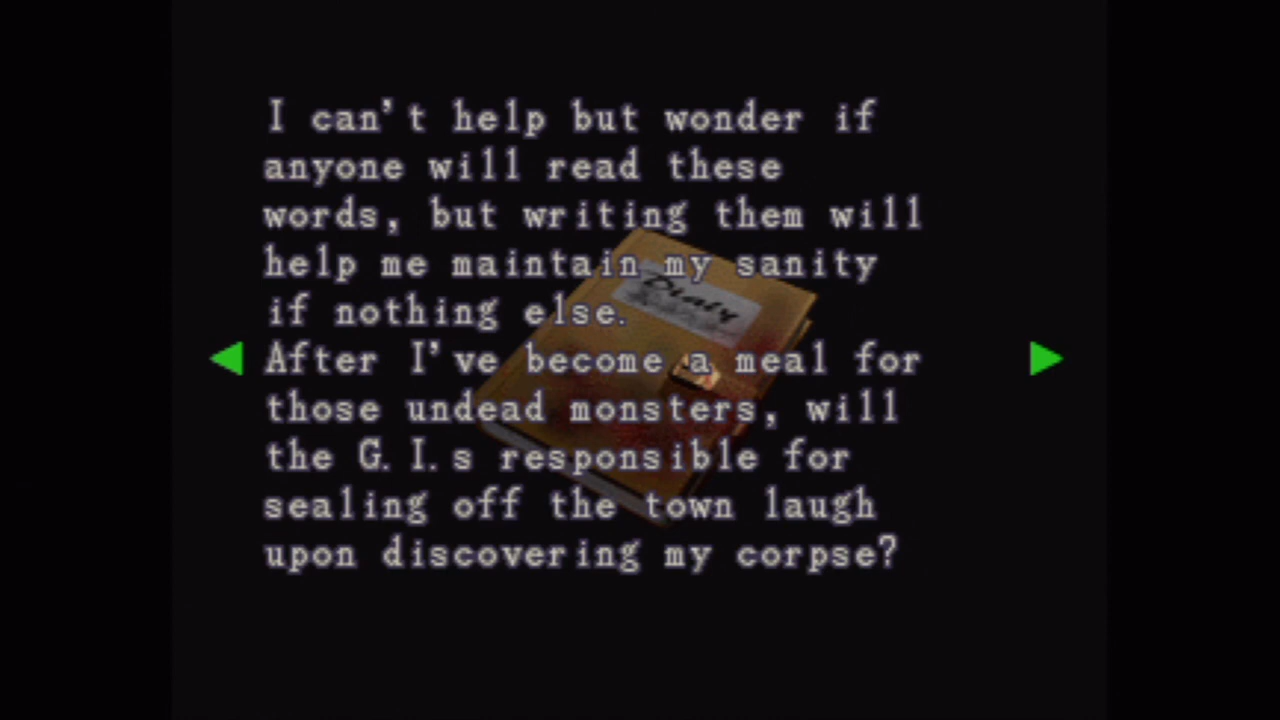 I can't help but wonder if
anyone will read these
words, but writing them will
help me maintain my sanity
if nothing else.
After I've become a meal for
those undead monsters, will
the G.I.s responsible for
sealing off the town laugh
upon discovering my corpse?
Diary